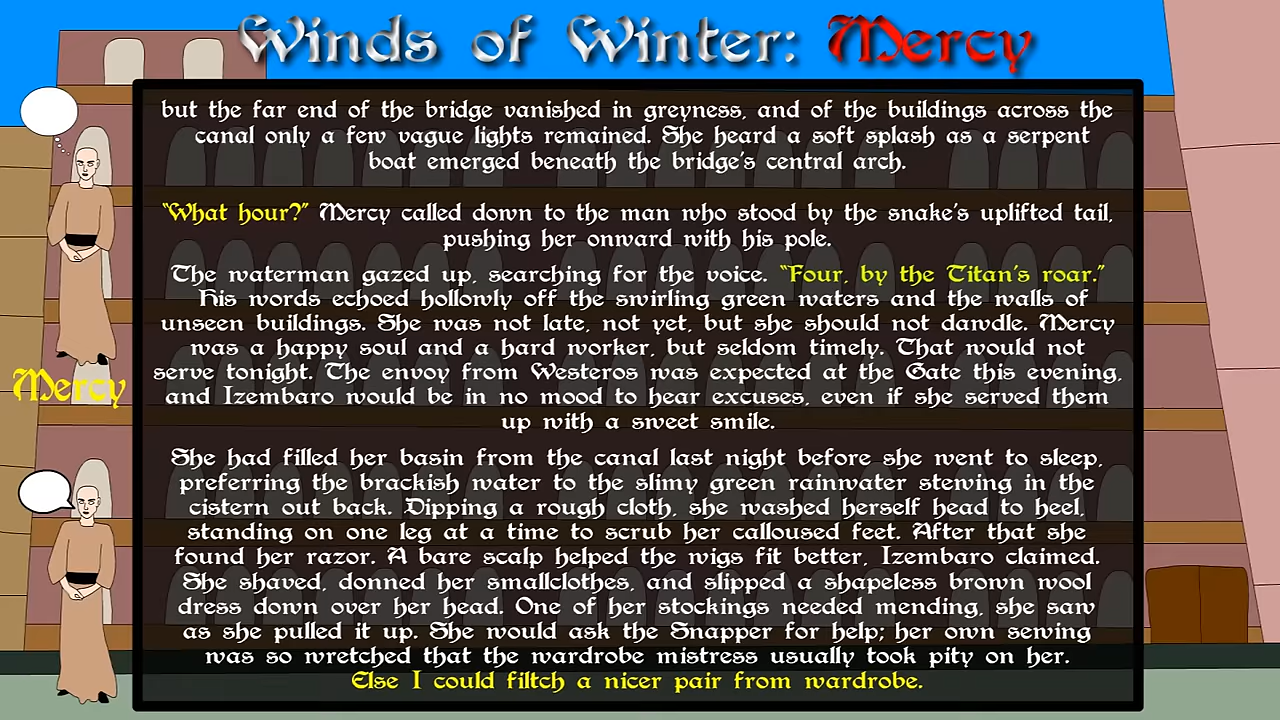 Winds of Winter: Mercy
but the far end of the bridge vanished in greyness, and of the buildings across the
canal only a few vague lights remained. She heard a soft splash as a serpent
boat emerged beneath the bridge's central arch.
"What hour?" Mercy called down to the man who stood by the snake's uplifted tail,
pushing her onward with his pole.
The waterman gazed up, searching for the voice. "Four, by the Titan's roar."
His words echoed hollowly off the swirling green waters and the walls of
unseen buildings. She was not late, not yet, but she should not dawdle. Mercy
was a happy soul and a hard worker, but seldom timely. That would not
serve tonight. The envoy from Westeros was expected at the Gate this evening,
and Izembaro would be in no mood to hear excuses, even if she served them
up with a sweet smile.
She had filled her basin from the canal last night before she went to sleep,
preferring the brackish water to the slimy green rainwater stewing in the
cistern out back. Dipping a rough cloth, she washed herself head to heel,
standing on one leg at a time to scrub her calloused feet. After that she
found her razor. A bare scalp helped the wigs fit better, Izembaro claimed.
She shaved, donned her smallclothes, and slipped a shapeless brown wool
dress down over her head. One of her stockings needed mending, she saw
as she pulled it up. She would ask the Snapper for help; her own sewing
was so wretched that the wardrobe mistress usually took pity on her.
Else I could filtch a nicer pair from wardrobe.
Mercy